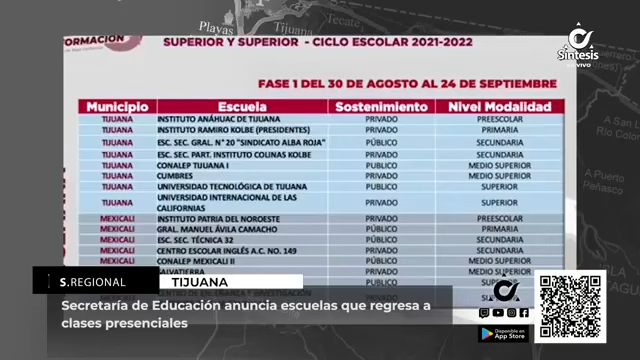 Playas
Tijuana
Tecate
FORMACIÓN
SUPERIOR Y SUPERIOR - CICLO ESCOLAR 2021-2022
Síntesis
EN VIVO
FASE 1 DEL 30 DE AGOSTO AL 24 DE SEPTIEMBRE
Municipio Escuela Sostenimiento Nivel Modalidad
TIJUANA INSTITUTO ANÁHUAC DE TIJUANA PRIVADO PREESCOLAR
TIJUANA INSTITUTO RAMIRO KOLBE (PRESIDENTES) PRIVADO PRIMARIA
TIJUANA ESC. SEC. GRAL. N°20 "SINDICATO ALBA ROJA" PÚBLICO SECUNDARIA
TIJUANA ESC. SEC. PART. INSTITUTO COLINAS KOLBE PRIVADO SECUNDARIA
TIJUANA CONALEP TIJUANA I PUBLICO MEDIO SUPERIOR
TIJUANA CUMBRES PRIVADO MEDIO SUPERIOR
TIJUANA UNIVERSIDAD TECNOLÓGICA DE TIJUANA PUBLICO SUPERIOR
TIJUANA UNIVERSIDAD INTERNACIONAL DE LAS CALIFORNIAS PRIVADO SUPERIOR
MEXICALI INSTITUTO PATRIA DEL NOROESTE PRIVADO PREESCOLAR
MEXICALI GRAL. MANUEL ÁVILA CAMACHO PÚBLICO PRIMARIA
MEXICALI ESC. SEC. TÉCNICA 32 PÚBLICO SECUNDARIA
MEXICALI CENTRO ESCOLAR INGLÉS A.C. NO. 149 PRIVADO SECUNDARIA
MEXICALI CONALEP MEXICALI II PUBLICO MEDIO SUPERIOR
SALVATIERRA PRIVADO MEDIO SUPERIOR
PUBLICO
A Puerto
Peñasco
S.REGIONAL
TIJUANA
Secretaría de Educación anuncia escuelas que regresa a
clases presenciales
Disponible en
App Store